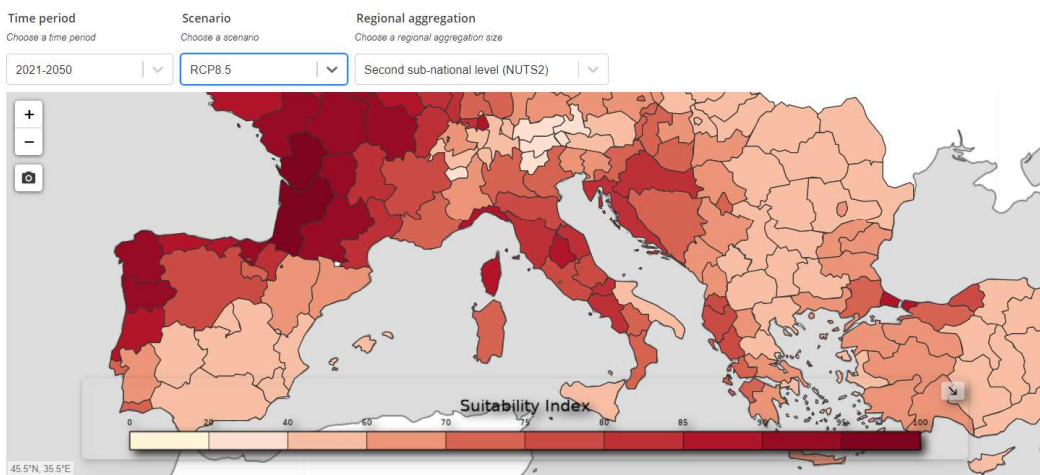 Time period
Scenario
Regional aggregation
Choose a time period
Choose a scenario
Choose a regional aggregation size
2021-2050
RCP8.5
Second sub-national level (NUTS2)
+
−
Suitability Index
0 20 40 60 70 75 80 85 90 95 100
45.5°N, 35.5°E